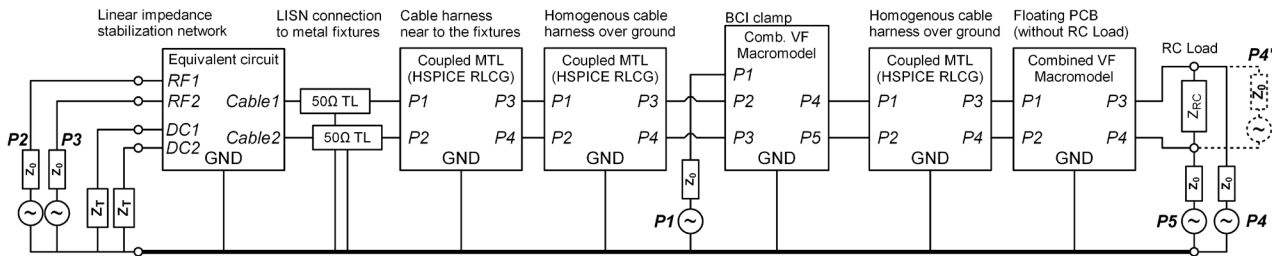 Linear impedance
stabilization network
LISN connection
to metal fixtures
Cable harness
near to the fixtures
Homogenous cable
harness over ground
BCI clamp
Homogenous cable
harness over ground
Floating PCB
(without RC Load)
RC Load
Equivalent circuit
RF1
RF2
DC1
DC2
Cable1
Cable2
GND
50Ω TL
50Ω TL
Coupled MTL
(HSPICE RLCG)
P1
P3
P2
P4
GND
Coupled MTL
(HSPICE RLCG)
P1
P3
P2
P4
GND
Comb. VF
Macromodel
P1
P2
P4
P3
P5
GND
Coupled MTL
(HSPICE RLCG)
P1
P3
P2
P4
GND
Combined VF
Macromodel
P1
P3
P2
P4
GND
ZRC
P4'
Z0
P2
P3
Z0
Z0
ZT
ZT
~
~
P1
Z0
~
Z0
Z0
P5
~
~
P4
~